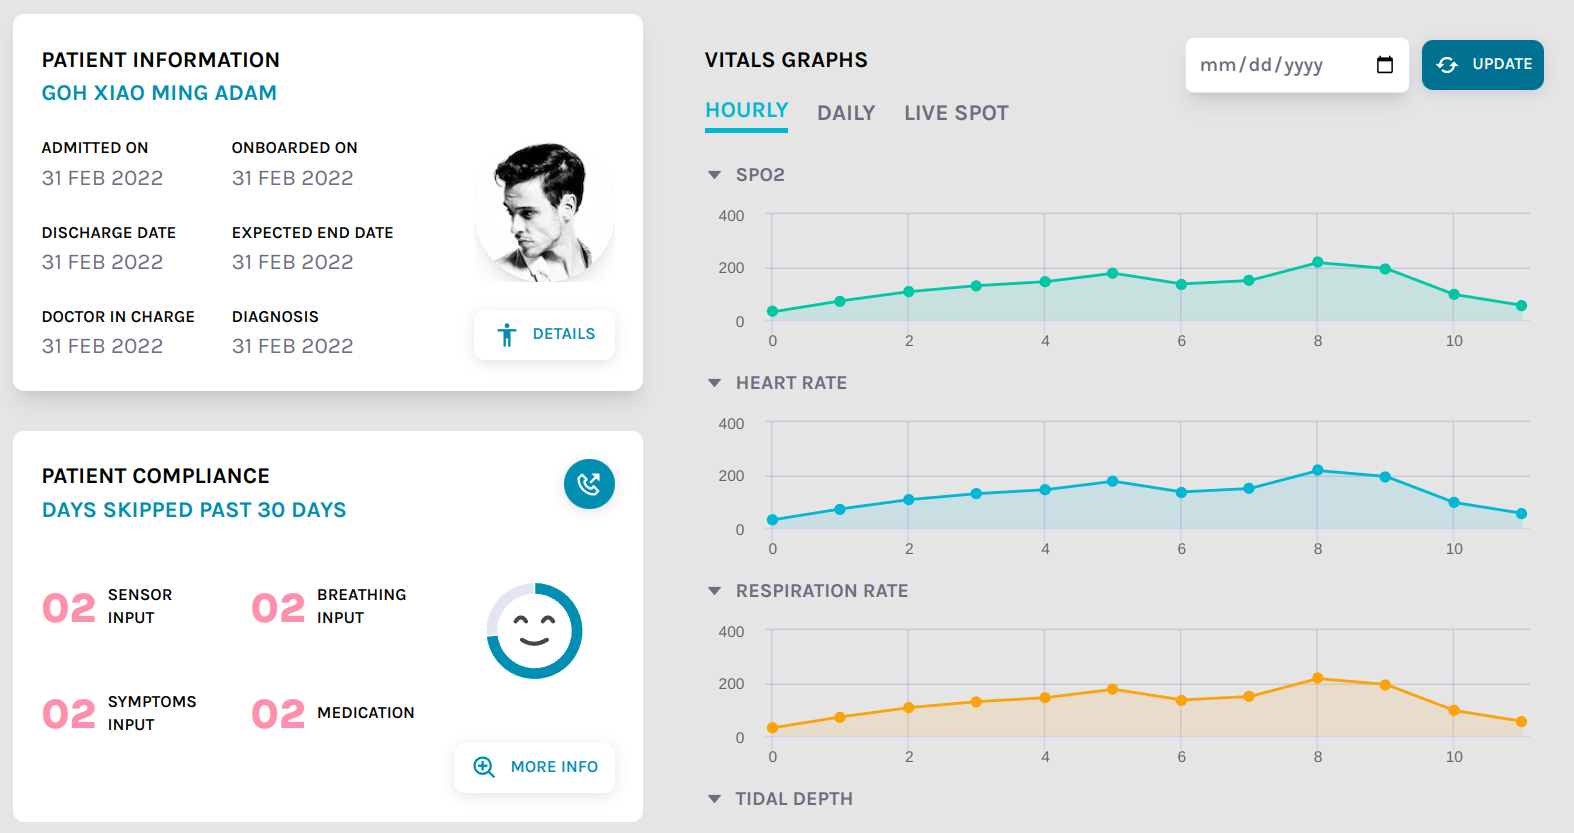 PATIENT INFORMATION
GOH XIAO MING ADAM
ADMITTED ON
31 FEB 2022
ONBOARDED ON
31 FEB 2022
DISCHARGE DATE
31 FEB 2022
EXPECTED END DATE
31 FEB 2022
DOCTOR IN CHARGE
31 FEB 2022
DIAGNOSIS
31 FEB 2022
DETAILS
PATIENT COMPLIANCE
DAYS SKIPPED PAST 30 DAYS
02
SENSOR
INPUT
02
BREATHING
INPUT
02
SYMPTOMS
INPUT
02
MEDICATION
MORE INFO
VITALS GRAPHS
mm/dd/yyyy
UPDATE
HOURLY
DAILY
LIVE SPOT
SPO2
400
200
0
0 2 4 6 8 10
HEART RATE
400
200
0
0 2 4 6 8 10
RESPIRATION RATE
400
200
0
0 2 4 6 8 10
TIDAL DEPTH